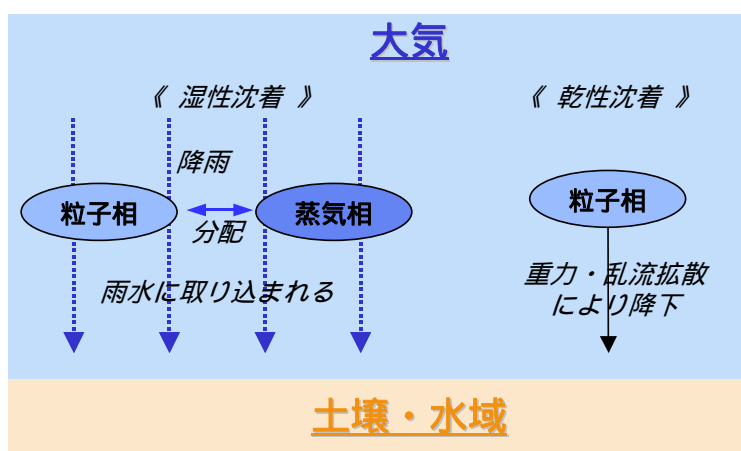 大気
《 湿性沈着 》
降雨
粒子相
蒸気相
分配
雨水に取り込まれる
《 乾性沈着 》
粒子相
重力・乱流拡散
により降下
土壌・水域